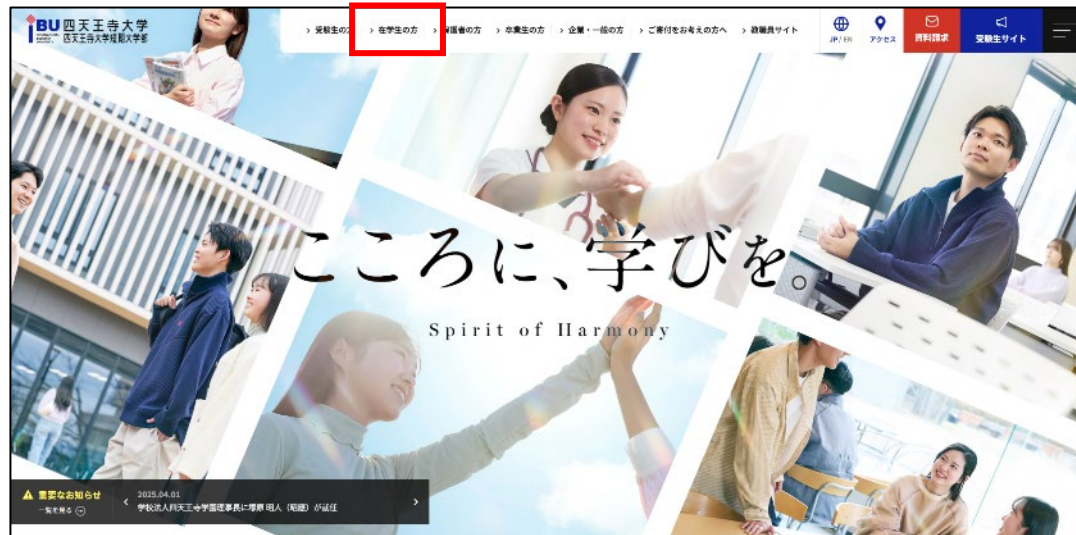 IBU 四天王寺大学
四天王寺大学短期大学部
› 受験生の方 › 在学生の方 › 保護者の方 › 卒業生の方 › 企業・一般の方 › ご寄付をお考えの方へ › 教職員サイト
JP / EN アクセス 資料請求 受験生サイト
こころに、学びを。
Spirit of Harmony
重要なお知らせ
一覧を見る
2025.04.01
学校法人四天王寺学園理事長に塚原 昭人（昭應）が就任